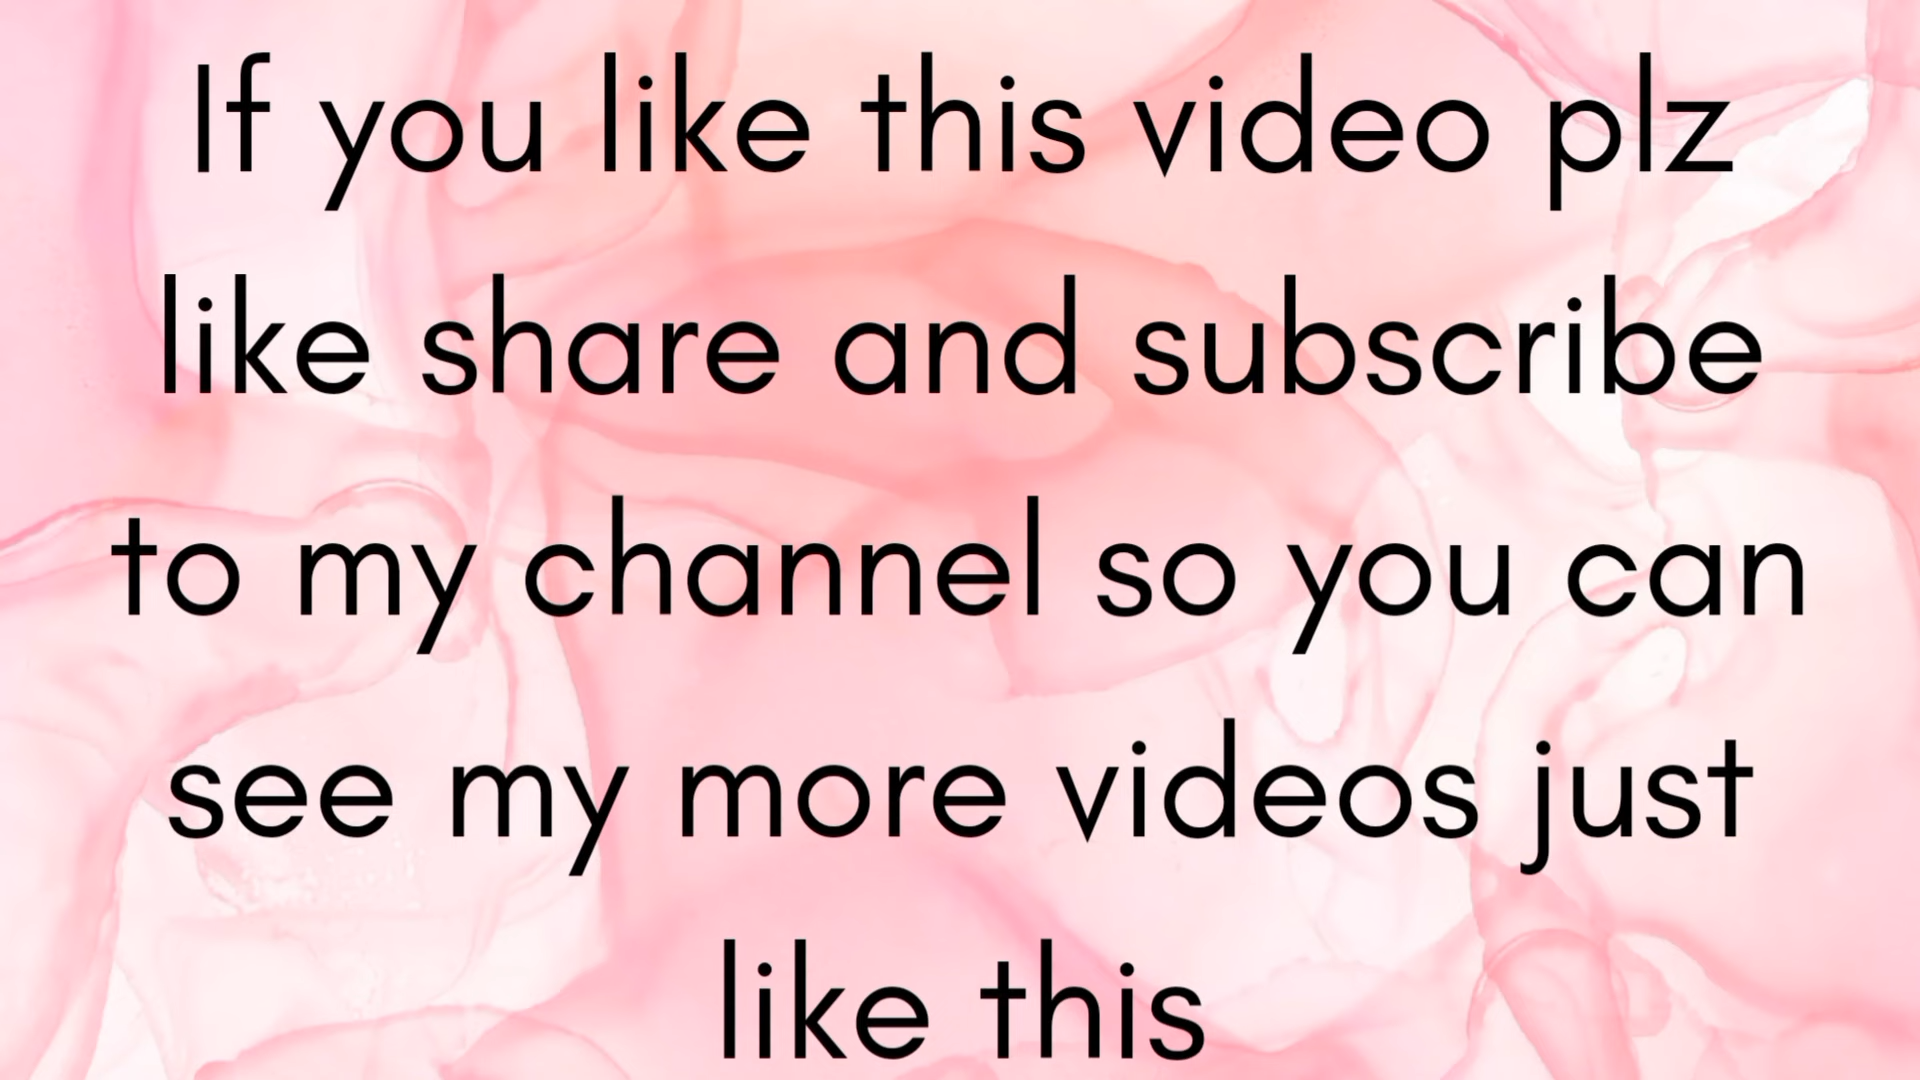 If you like this video plz
like share and subscribe
to my channel so you can
see my more videos just
like this